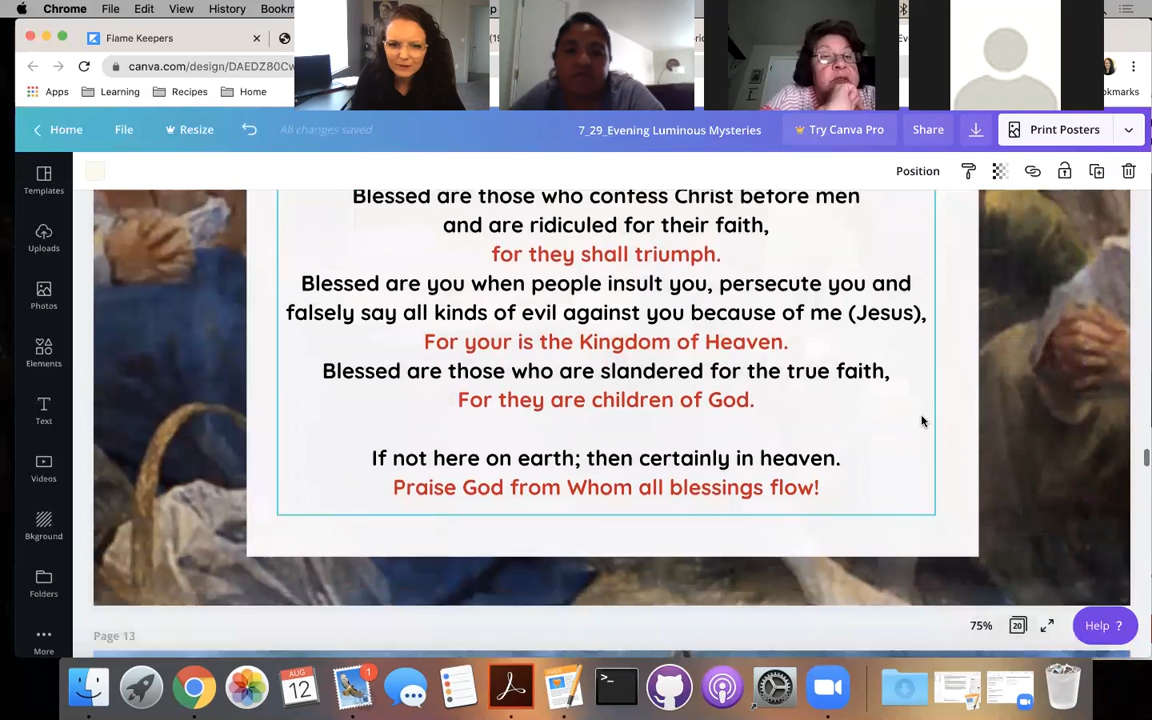 Chrome File Edit View History Bookm
Flame Keepers
canva.com/design/DAEDZ80Cw
Apps Learning Recipes Home
okmarks
Home File Resize All changes saved 7_29_Evening Luminous Mysteries Try Canva Pro Share Print Posters
Position
Templates
Uploads
Photos
Elements
Text
Videos
Bkground
Folders
More
Blessed are those who confess Christ before men
and are ridiculed for their faith,
for they shall triumph.
Blessed are you when people insult you, persecute you and
falsely say all kinds of evil against you because of me (Jesus),
For your is the Kingdom of Heaven.
Blessed are those who are slandered for the true faith,
For they are children of God.
If not here on earth; then certainly in heaven.
Praise God from Whom all blessings flow!
Page 13
75% 20 Help ?
AUG
12
1
>_